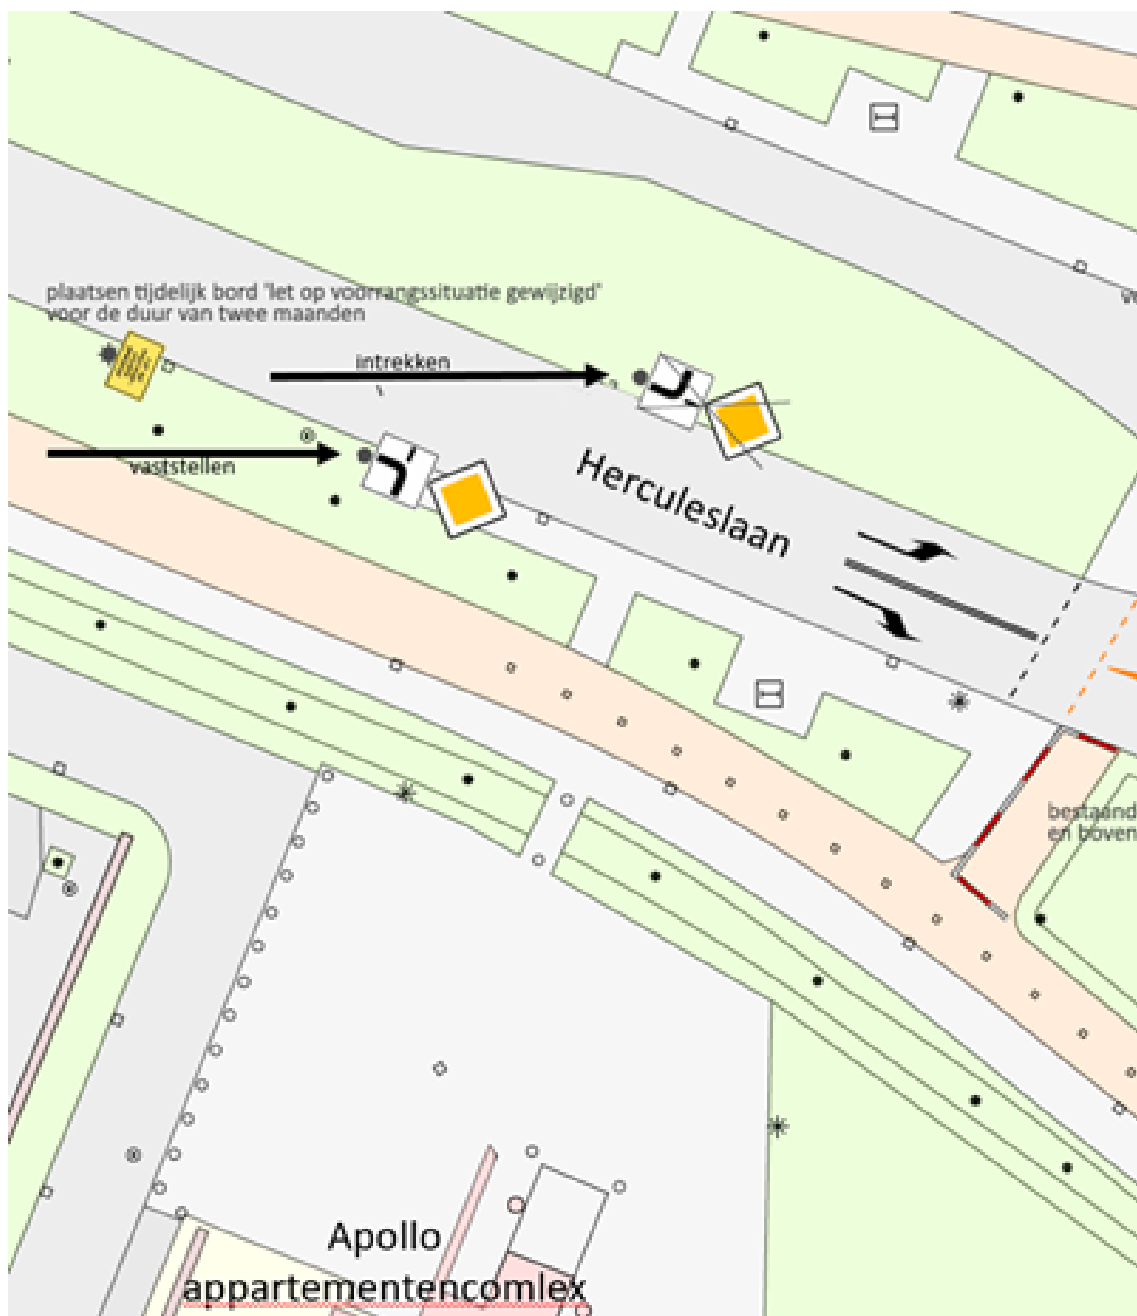 plaatsen tijdelijk bord 'let op voorrangssituatie gewijzigd'
voor de duur van twee maanden
intrekken
vaststellen
Herculeslaan
bestaand
en boven
Apollo
appartementencomlex